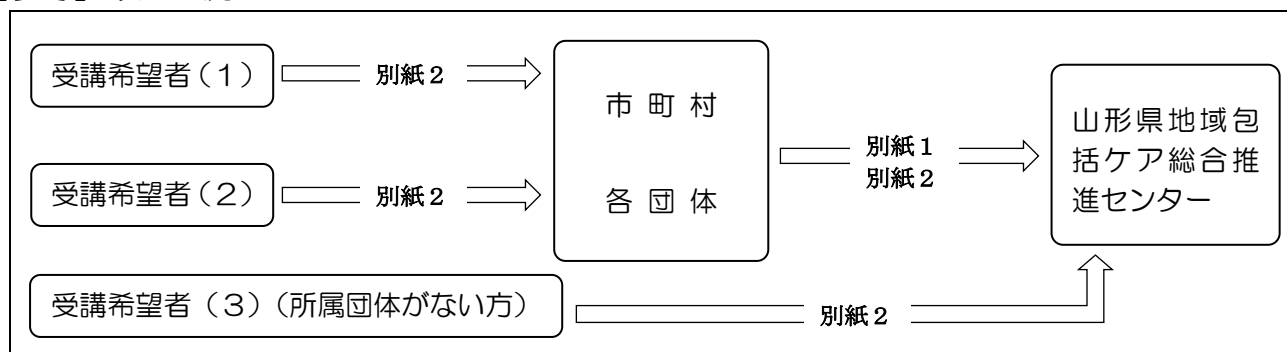 受講希望者(1)
別紙2
市 町 村
受講希望者(2)
別紙2
各 団 体
別紙1
別紙2
山形県地域包
括ケア総合推
進センター
受講希望者(3)(所属団体がない方)
別紙2